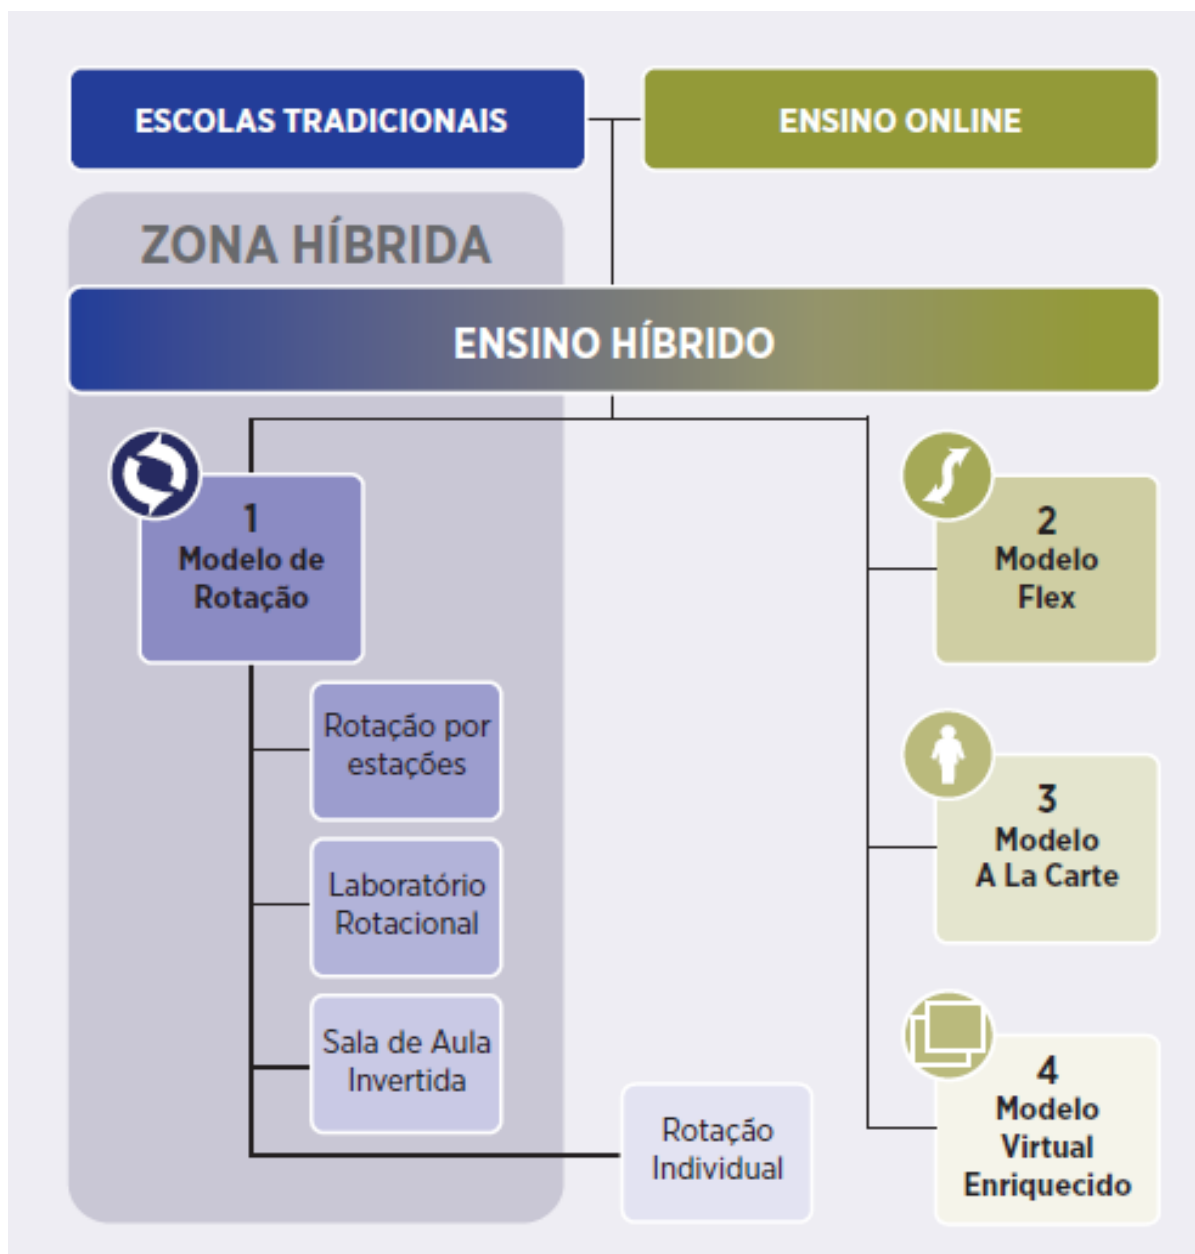 ESCOLAS TRADICIONAIS
ENSINO ONLINE
ZONA HÍBRIDA
ENSINO HÍBRIDO
1
Modelo de
Rotação
Rotação por
estações
Laboratório
Rotacional
Sala de Aula
Invertida
Rotação
Individual
2
Modelo
Flex
3
Modelo
A La Carte
4
Modelo
Virtual
Enriquecido